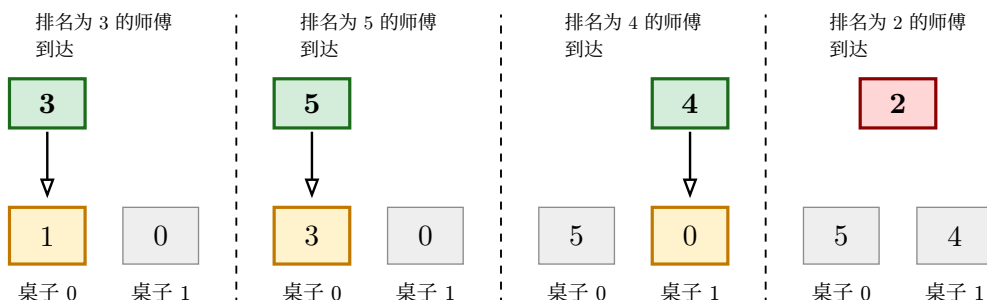 排名为 3 的师傅
到达
3
1
0
桌子 0
桌子 1
排名为 5 的师傅
到达
5
3
0
桌子 0
桌子 1
排名为 4 的师傅
到达
4
5
0
桌子 0
桌子 1
排名为 2 的师傅
到达
2
5
4
桌子 0
桌子 1